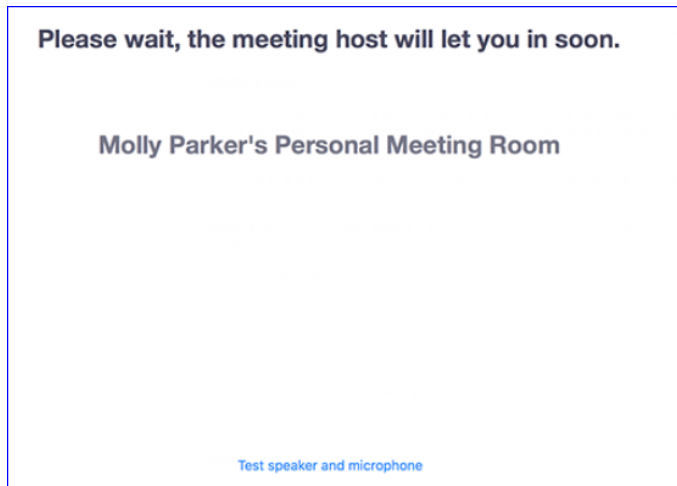 Please wait, the meeting host will let you in soon.
Molly Parker's Personal Meeting Room
Test speaker and microphone